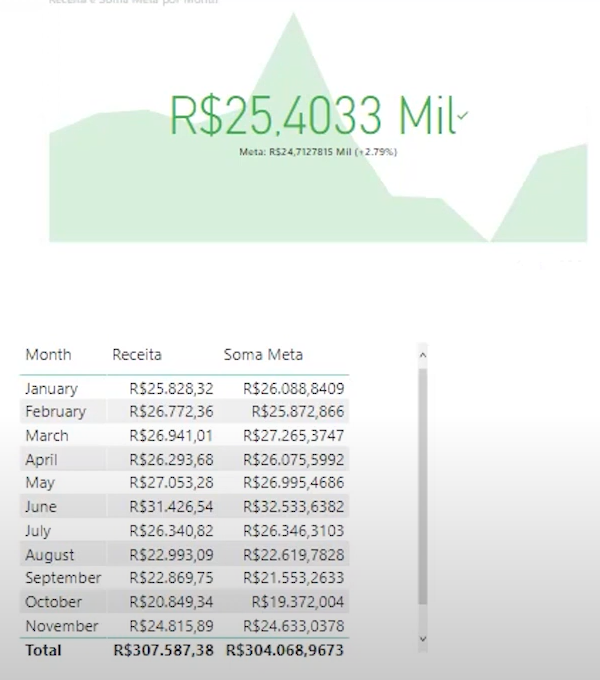 Receita e Soma Meta por Month
R$25,4033 Mil
Meta: R$24,7127815 Mil (+2.79%)
Month Receita Soma Meta
January R$25.828,32 R$26.088,8409
February R$26.772,36 R$25.872,866
March R$26.941,01 R$27.265,3747
April R$26.293,68 R$26.075,5992
May R$27.053,28 R$26.995,4686
June R$31.426,54 R$32.533,6382
July R$26.340,82 R$26.346,3103
August R$22.993,09 R$22.619,7828
September R$22.869,75 R$21.553,2633
October R$20.849,34 R$19.372,004
November R$24.815,89 R$24.633,0378
Total R$307.587,38 R$304.068,9673